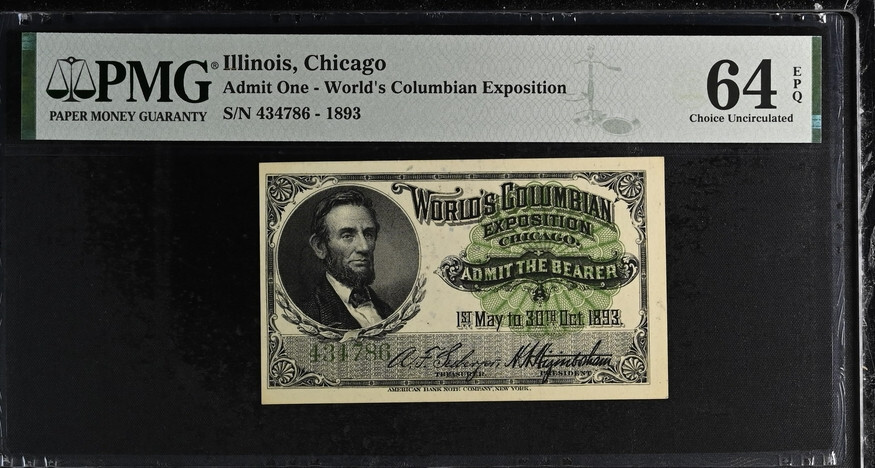 PMG®
PAPER MONEY GUARANTY
Illinois, Chicago
Admit One - World's Columbian Exposition
S/N 434786 - 1893
64
EPQ
Choice Uncirculated
WORLD'S COLUMBIAN
EXPOSITION
CHICAGO.
ADMIT THE BEARER
1ST May to 30TH Oct 1893.
434786
TREASURER. PRESIDENT
AMERICAN BANK NOTE COMPANY, NEW YORK.